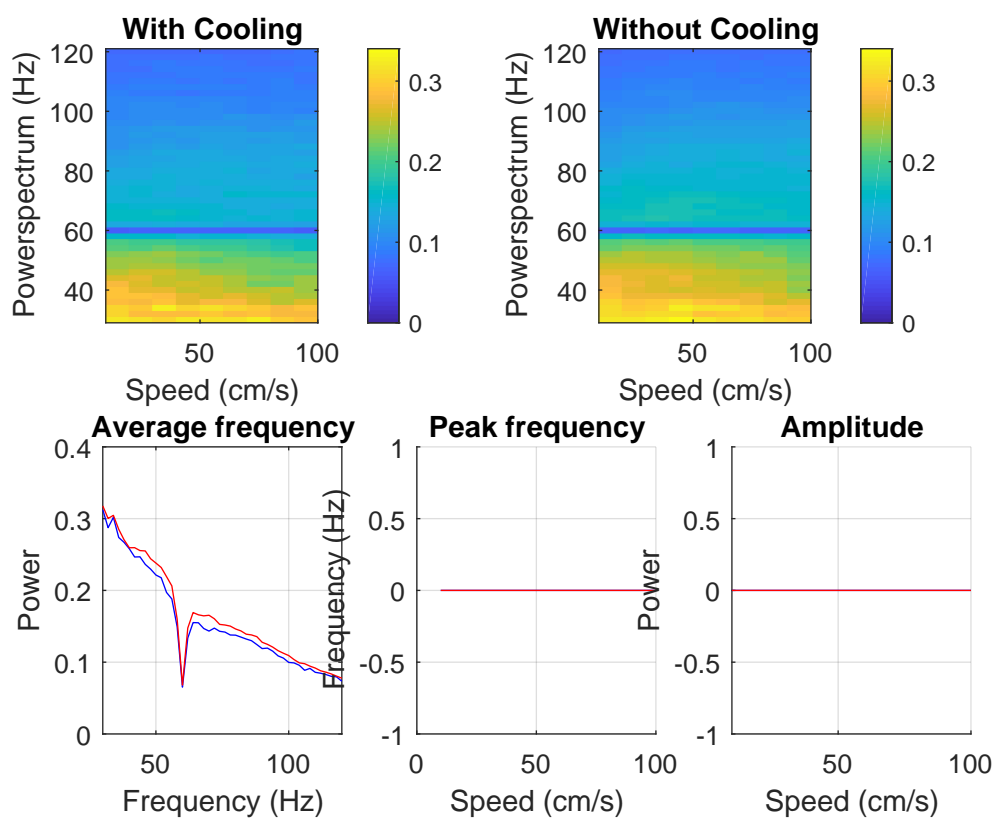 With Cooling
Powerspectrum (Hz)
120
100
80
60
40
50
100
Speed (cm/s)
0.3
0.2
0.1
0
Without Cooling
Powerspectrum (Hz)
120
100
80
60
40
50
100
Speed (cm/s)
0.3
0.2
0.1
0
Average frequency
Power
0.4
0.3
0.2
0.1
0
50
100
Frequency (Hz)
Peak frequency
Frequency (Hz)
1
0.5
0
-0.5
-1
0
50
100
Speed (cm/s)
Amplitude
Power
1
0.5
0
-0.5
-1
50
100
Speed (cm/s)